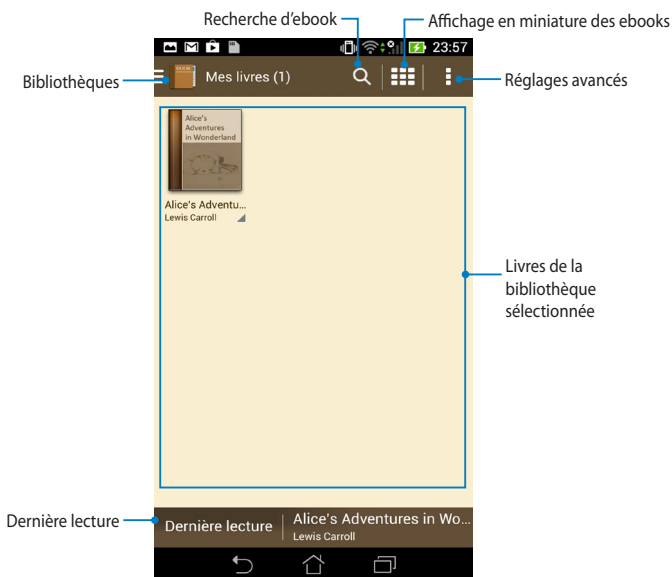 Recherche d'ebook
Affichage en miniature des ebooks
23:57
Bibliothèques
Mes livres (1)
Réglages avancés
Alice's
Adventures
in Wonderland
Alice's Adventu...
Lewis Carroll
Livres de la
bibliothèque
sélectionnée
Dernière lecture
Dernière lecture
Alice's Adventures in Wo...
Lewis Carroll